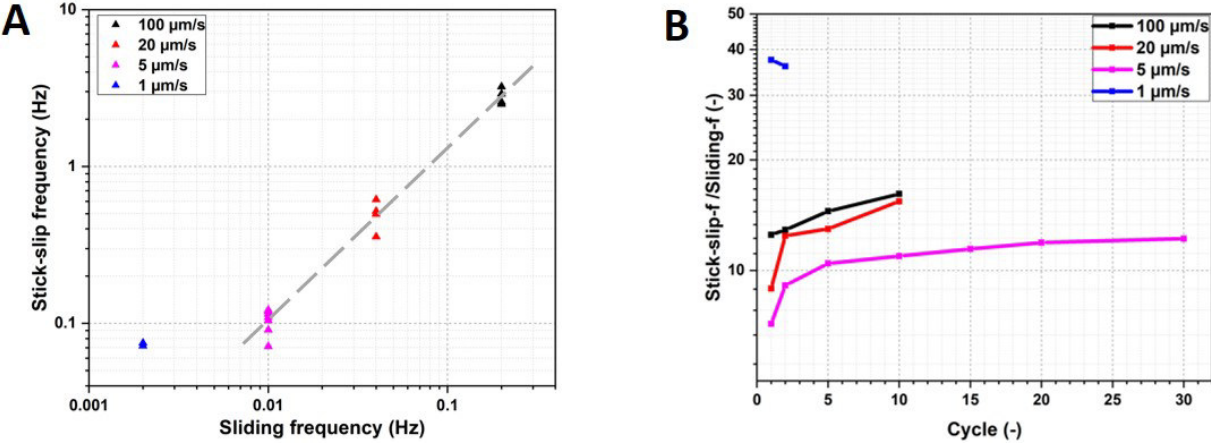 A
10
1
0.1
Stick-slip frequency (Hz)
100 µm/s
20 µm/s
5 µm/s
1 µm/s
0.001
0.01
0.1
Sliding frequency (Hz)
B
50
40
30
20
10
Stick-slip-f /Sliding-f (-)
100 µm/s
20 µm/s
5 µm/s
1 µm/s
0
5
10
15
20
25
30
Cycle (-)